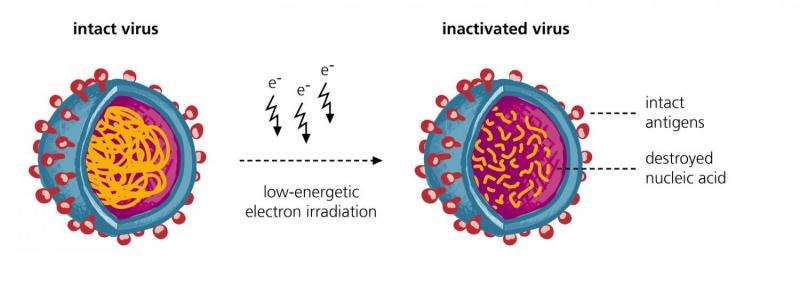 intact virus
inactivated virus
e-
e-
e-
low-energetic
electron irradiation
intact
antigens
destroyed
nucleic acid